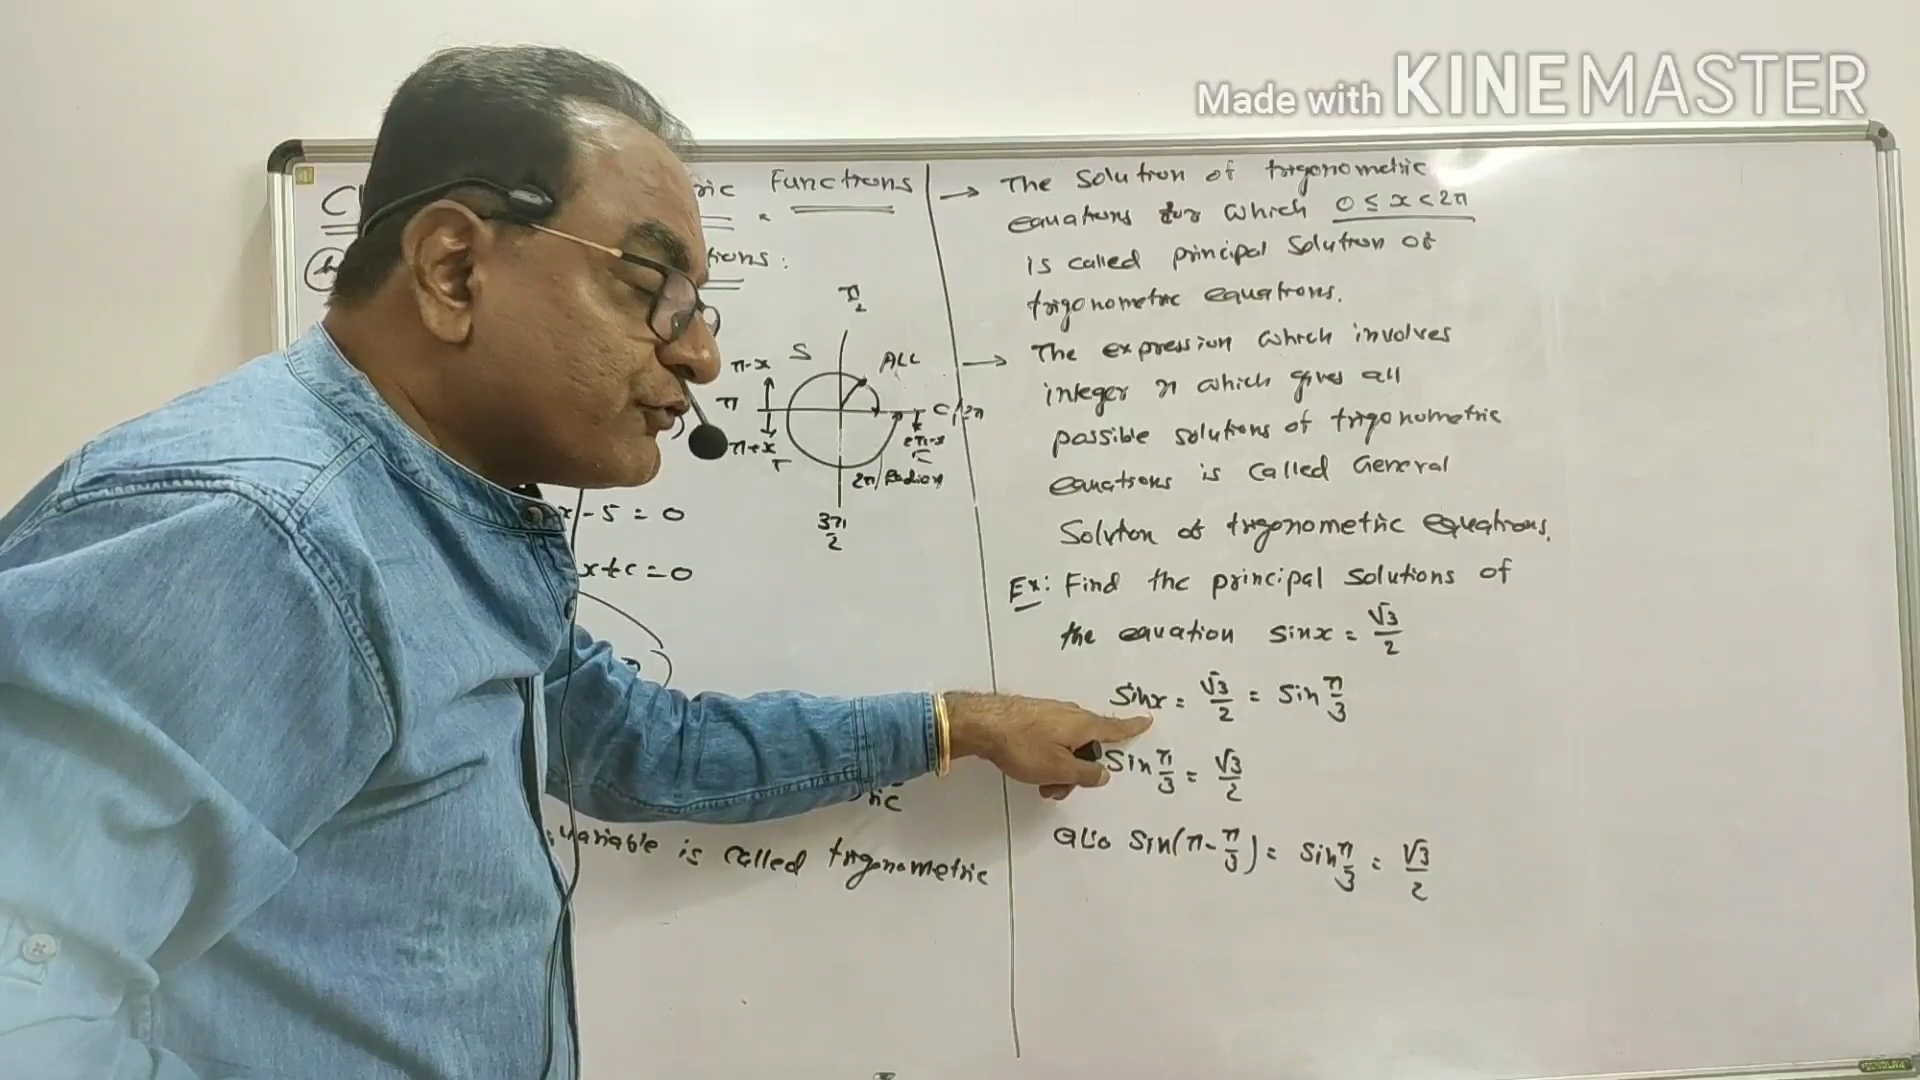 Made with KINEMASTER
ric Functions
tions:
π/2
S
ALL
π-x
π
π+x
T
C/2π
2π-x
C
2π/Radian
3π/2
x-5=0
x+c=0
ric
variable is called trigonometric
→ The solution of trigonometric
equations for which 0 ≤ x < 2π
is called principal solution of
trigonometric equations.
→ The expression which involves
integer n which gives all
possible solutions of trigonometric
equations is called General
Solution of trigonometric equations.
Ex: Find the principal solutions of
the equation sinx = √3/2
Sinx = √3/2 = Sin π/3
Sin π/3 = √3/2
also Sin(π-π/3) = Sin π/3 = √3/2